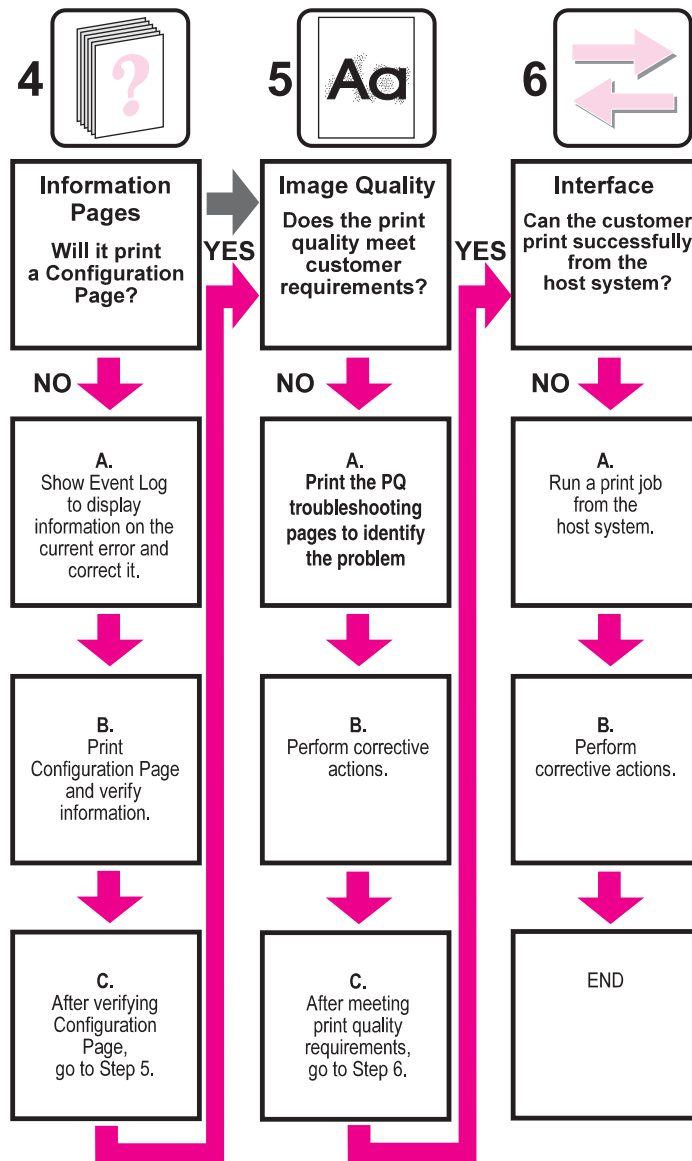 4
?
Information
Pages
Will it print
a Configuration
Page?
YES
NO
A.
Show Event Log
to display
information on the
current error and
correct it.
B.
Print
Configuration Page
and verify
information.
C.
After verifying
Configuration
Page,
go to Step 5.
5
Aa
Image Quality
Does the print
quality meet
customer
requirements?
YES
NO
A.
Print the PQ
troubleshooting
pages to identify
the problem
B.
Perform corrective
actions.
C.
After meeting
print quality
requirements,
go to Step 6.
6
Interface
Can the customer
print successfully
from the
host system?
NO
A.
Run a print job
from the
host system.
B.
Perform
corrective actions.
END